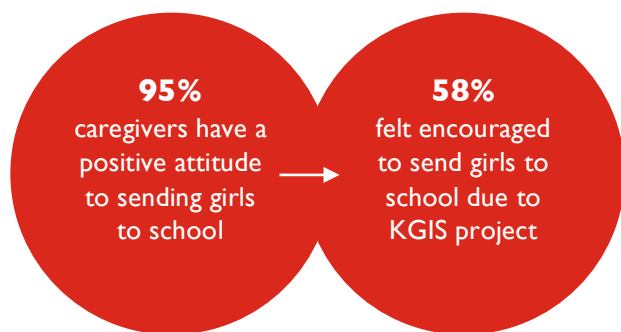 95%
caregivers have a
positive attitude
to sending girls
to school
58%
felt encouraged
to send girls to
school due to
KGIS project